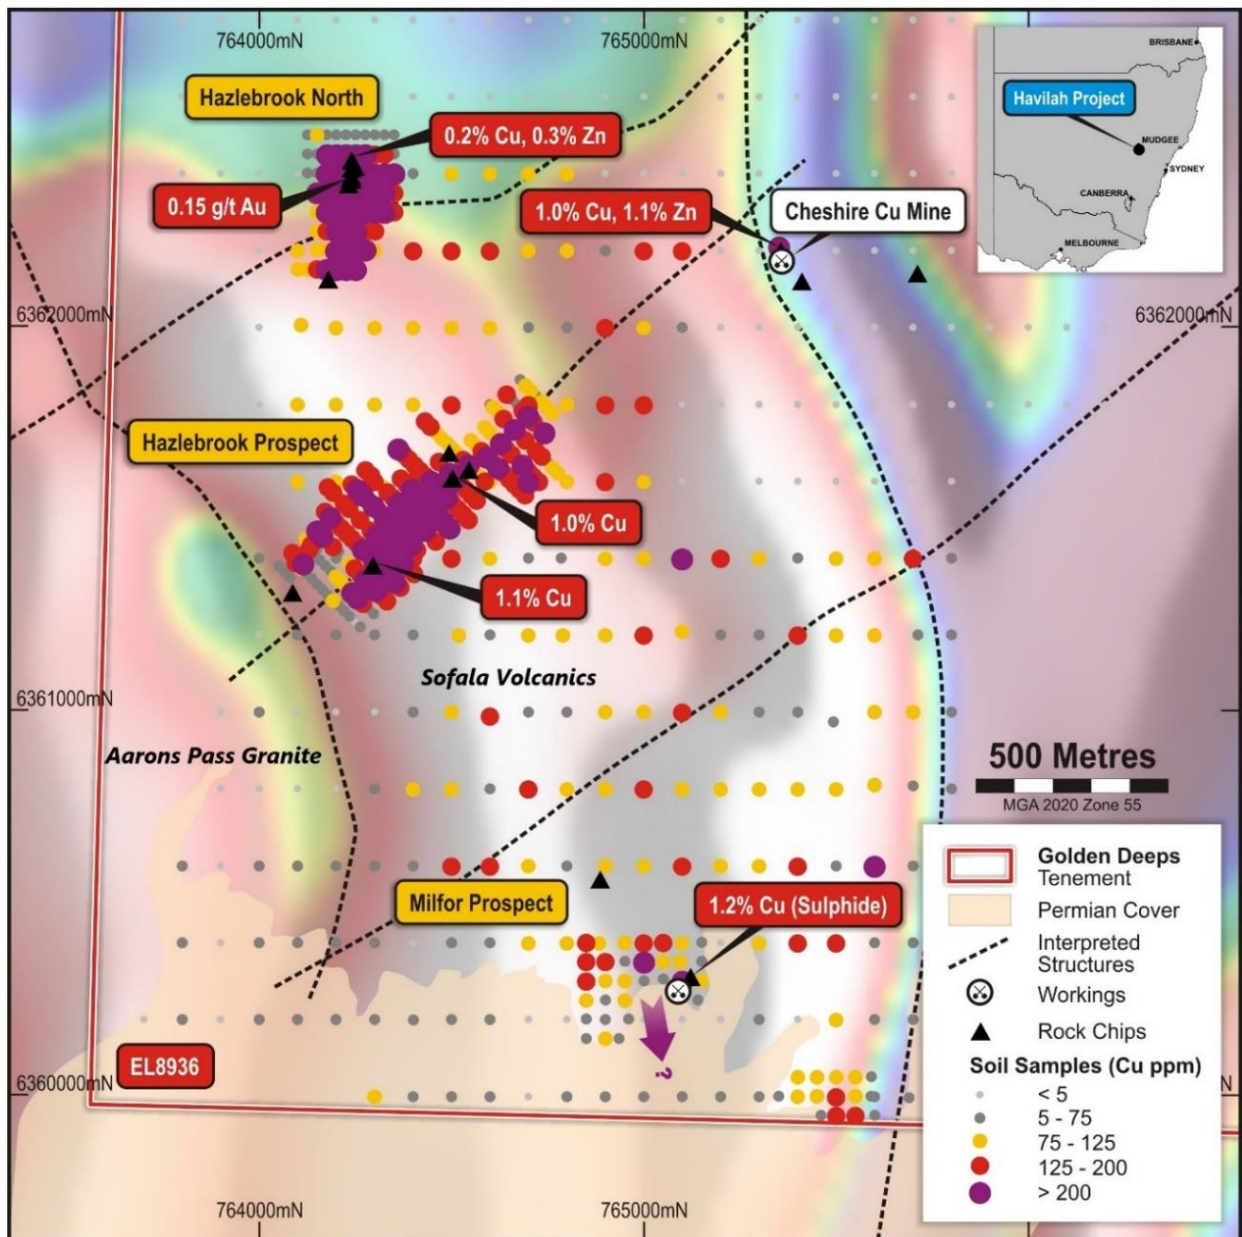 764000mN
765000mN
BRISBANE
Hazlebrook North
Havilah Project
0.2% Cu, 0.3% Zn
MUDGEE
SYDNEY
0.15 g/t Au
1.0% Cu, 1.1% Zn
Cheshire Cu Mine
CANBERRA
MELBOURNE
6362000mN
6362000mN
Hazlebrook Prospect
1.0% Cu
1.1% Cu
Sofala Volcanics
6361000mN
Aarons Pass Granite
500 Metres
MGA 2020 Zone 55
Golden Deeps
Tenement
Milfor Prospect
1.2% Cu (Sulphide)
Permian Cover
Interpreted
Structures
Workings
Rock Chips
?
EL8936
Soil Samples (Cu ppm)
< 5
5 - 75
75 - 125
125 - 200
> 200
6360000mN
N
764000mN
765000mN